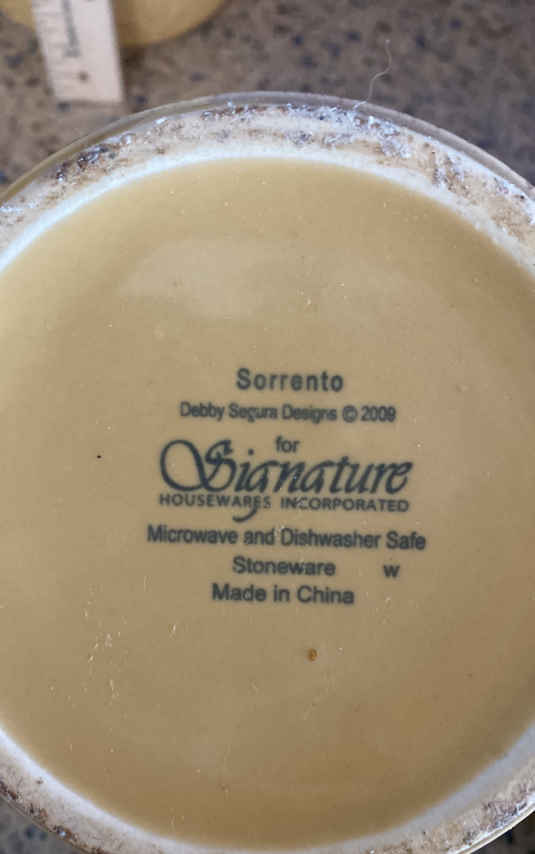 Sorrento
Debby Segura Designs © 2009
for
Signature
HOUSEWARES INCORPORATED
Microwave and Dishwasher Safe
Stoneware w
Made in China